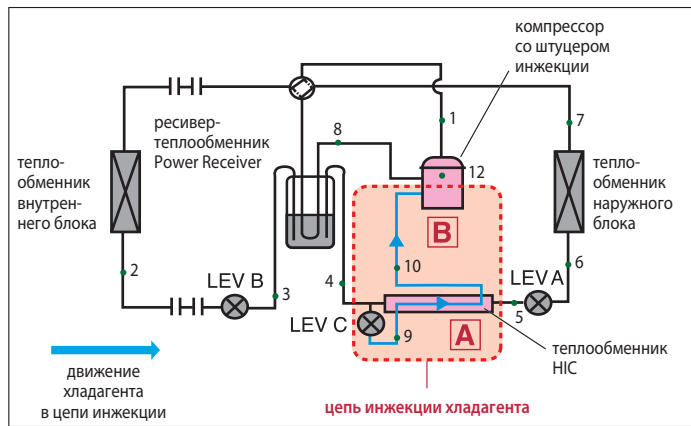 компрессор
со штуцером
инжекции
1
7
8
12
ресивер-
теплообменник
Power Receiver
тепло-
обменник
внутрен-
него блока
тепло-
обменник
наружного
блока
B
2
3
4
10
6
LEV B
LEV A
5
LEV C
9
A
теплообменник
HIC
движение
хладагента
в цепи инжекции
цепь инжекции хладагента